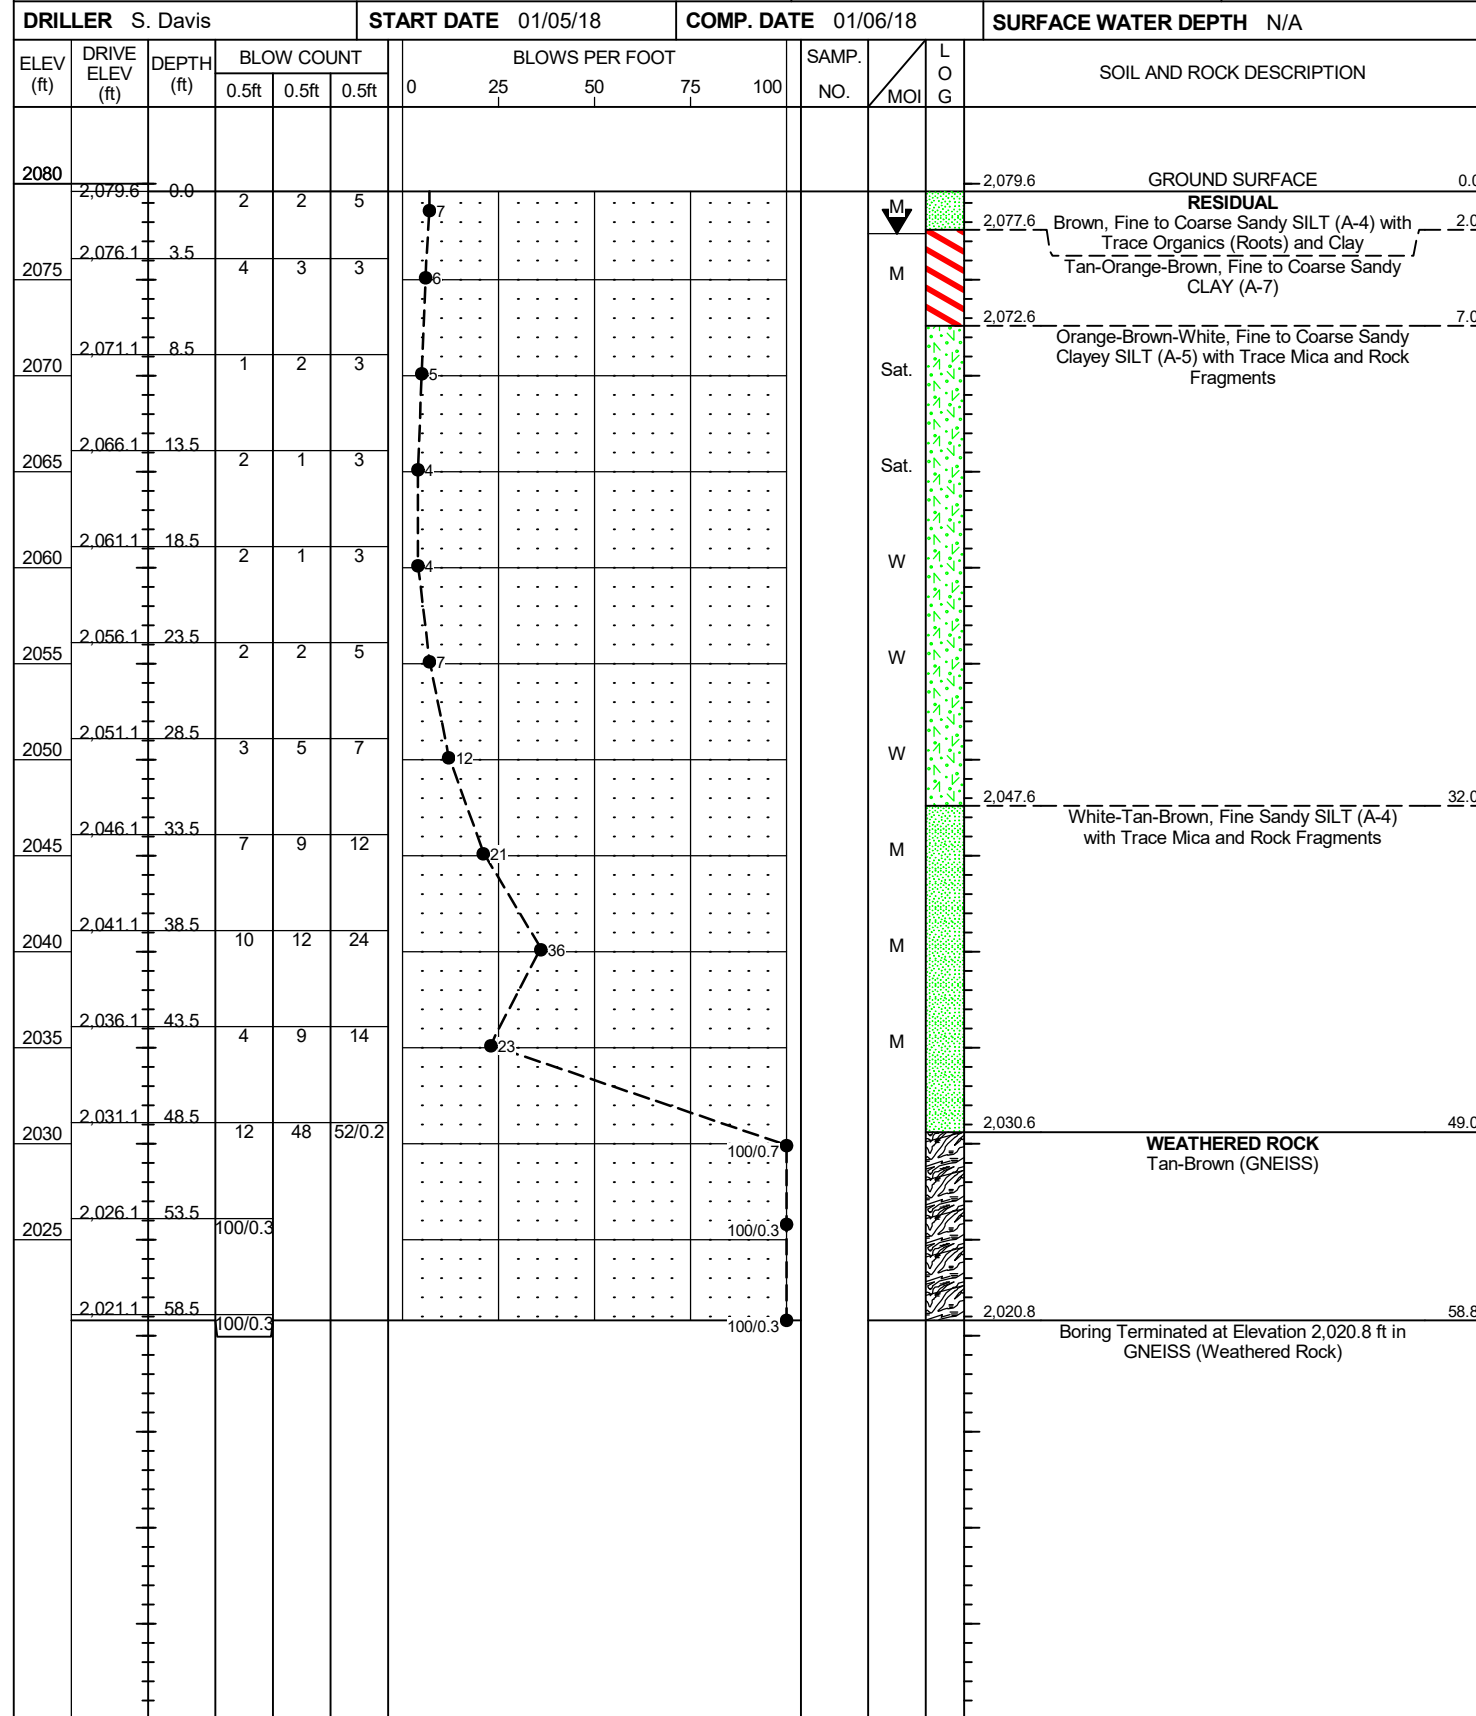 DRILLER S. Davis START DATE 01/05/18 COMP. DATE 01/06/18 SURFACE WATER DEPTH N/A
ELEV (ft) DRIVE ELEV (ft) DEPTH (ft) BLOW COUNT BLOWS PER FOOT SAMP. NO. MOI L O G SOIL AND ROCK DESCRIPTION
0.5ft 0.5ft 0.5ft 0 25 50 75 100
2080
2,079.6 0.0 2,079.6 GROUND SURFACE 0.0
2 2 5 7 M RESIDUAL
2,077.6 Brown, Fine to Coarse Sandy SILT (A-4) with 2.0
Trace Organics (Roots) and Clay
2,076.1 3.5
2075 4 3 3 6 M Tan-Orange-Brown, Fine to Coarse Sandy
CLAY (A-7)
2,072.6 7.0
Orange-Brown-White, Fine to Coarse Sandy
2,071.1 8.5 Clayey SILT (A-5) with Trace Mica and Rock
2070 1 2 3 5 Sat. Fragments
2,066.1 13.5
2065 2 1 3 4 Sat.
2,061.1 18.5
2060 2 1 3 4 W
2,056.1 23.5
2055 2 2 5 7 W
2,051.1 28.5
2050 3 5 7 12 W
2,047.6 32.0
White-Tan-Brown, Fine Sandy SILT (A-4)
2,046.1 33.5 with Trace Mica and Rock Fragments
2045 7 9 12 21 M
2,041.1 38.5
2040 10 12 24 36 M
2,036.1 43.5
2035 4 9 14 23 M
2,031.1 48.5
2030 12 48 52/0.2 2,030.6 49.0
100/0.7 WEATHERED ROCK
Tan-Brown (GNEISS)
2,026.1 53.5
2025 100/0.3 100/0.3
2,021.1 58.5 2,020.8 58.8
100/0.3 100/0.3 Boring Terminated at Elevation 2,020.8 ft in
GNEISS (Weathered Rock)